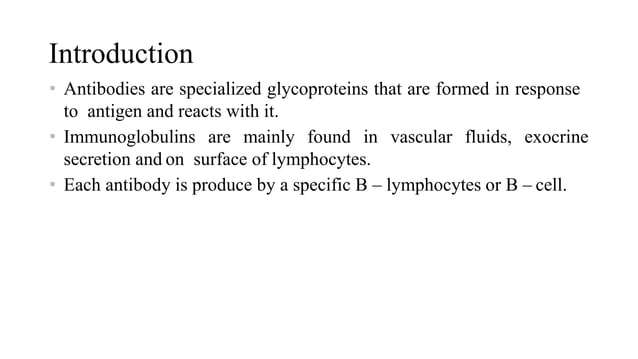 Introduction
▪ Antibodies are specialized glycoproteins that are formed in response
to antigen and reacts with it.
▪ Immunoglobulins are mainly found in vascular fluids, exocrine
secretion and on surface of lymphocytes.
▪ Each antibody is produce by a specific B – lymphocytes or B – cell.